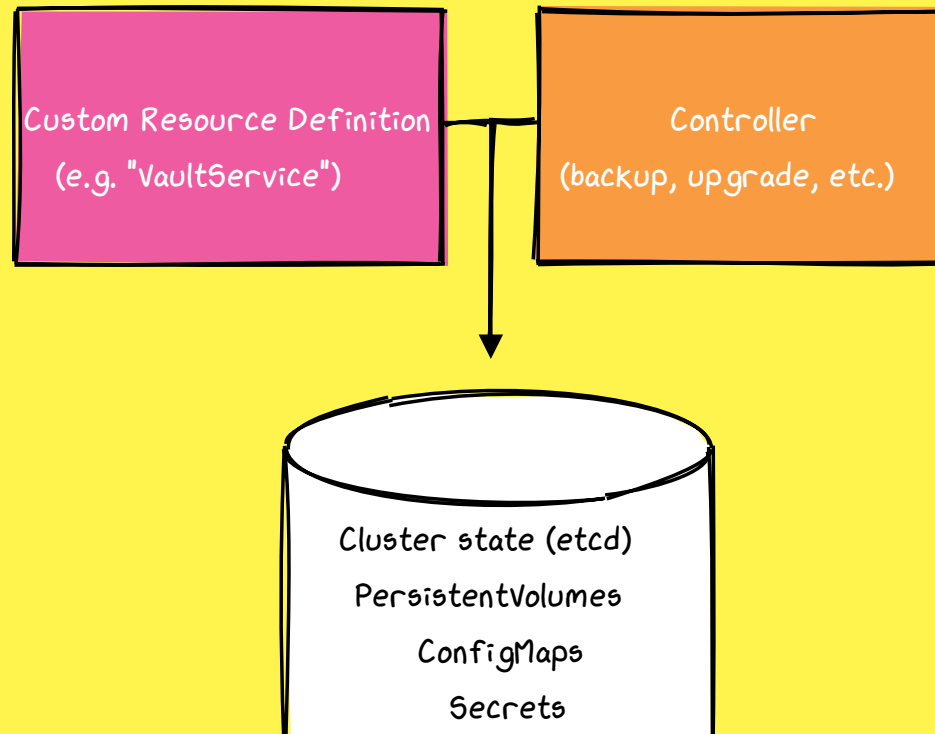 Custom Resource Definition
(e.g. "VaultService")
Controller
(backup, upgrade, etc.)
Cluster state (etcd)
PersistentVolumes
ConfigMaps
Secrets